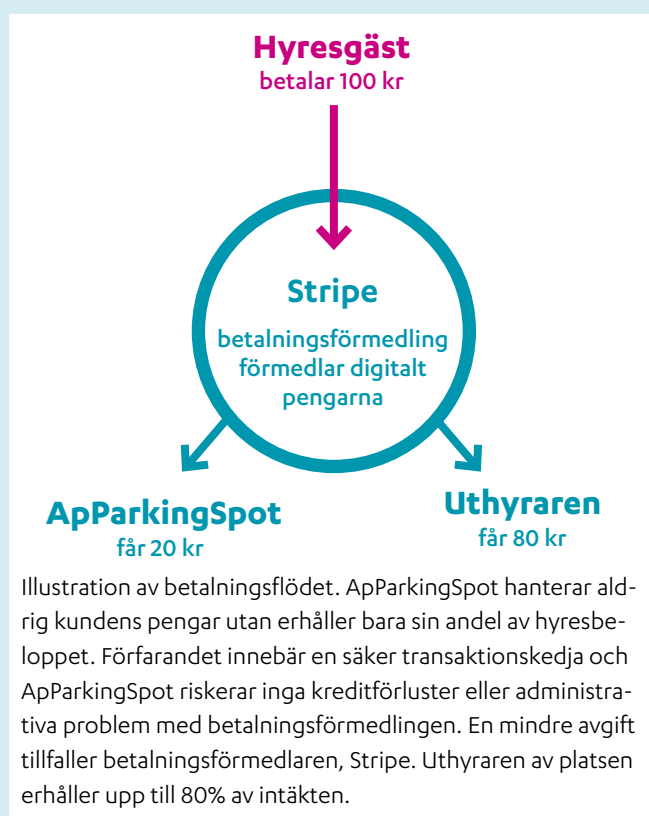 Hyresgäst
betalar 100 kr
Stripe
betalningsförmedling
förmedlar digitalt
pengarna
ApParkingSpot
får 20 kr
Uthyraren
får 80 kr
Illustration av betalningsflödet. ApParkingSpot hanterar ald-
rig kundens pengar utan erhåller bara sin andel av hyresbe-
loppet. Förfarandet innebär en säker transaktionskedja och
ApParkingSpot riskerar inga kreditförluster eller administra-
tiva problem med betalningsförmedlingen. En mindre avgift
tillfaller betalningsförmedlaren, Stripe. Uthyraren av platsen
erhåller upp till 80% av intäkten.